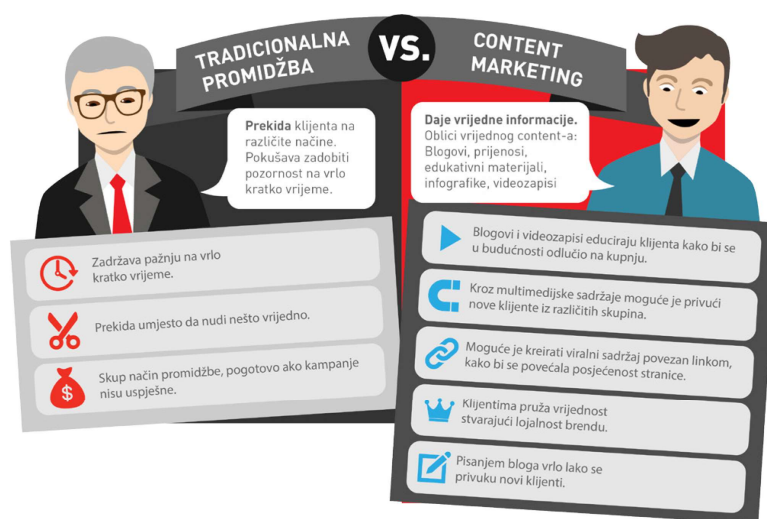 TRADICIONALNA
PROMIDŽBA
VS.
CONTENT
MARKETING
Prekida klijenta na
različite načine.
Pokušava zadobiti
pozornost na vrlo
kratko vrijeme.
Daje vrijedne informacije.
Oblici vrijednog content-a:
Blogovi, prijenosi,
edukativni materijali,
infografike, videozapisi
Zadržava pažnju na vrlo
kratko vrijeme.
Prekida umjesto da nudi nešto vrijedno.
$
Skup način promidžbe, pogotovo ako kampanje
nisu uspješne.
Blogovi i videozapisi educiraju klijenta kako bi se
u budućnosti odlučio na kupnju.
Kroz multimedijske sadržaje moguće je privući
nove klijente iz različitih skupina.
Moguće je kreirati viralni sadržaj povezan linkom,
kako bi se povećala posjećenost stranice.
Klijentima pruža vrijednost
stvarajući lojalnost brendu.
Pisanjem bloga vrlo lako se
privuku novi klijenti.